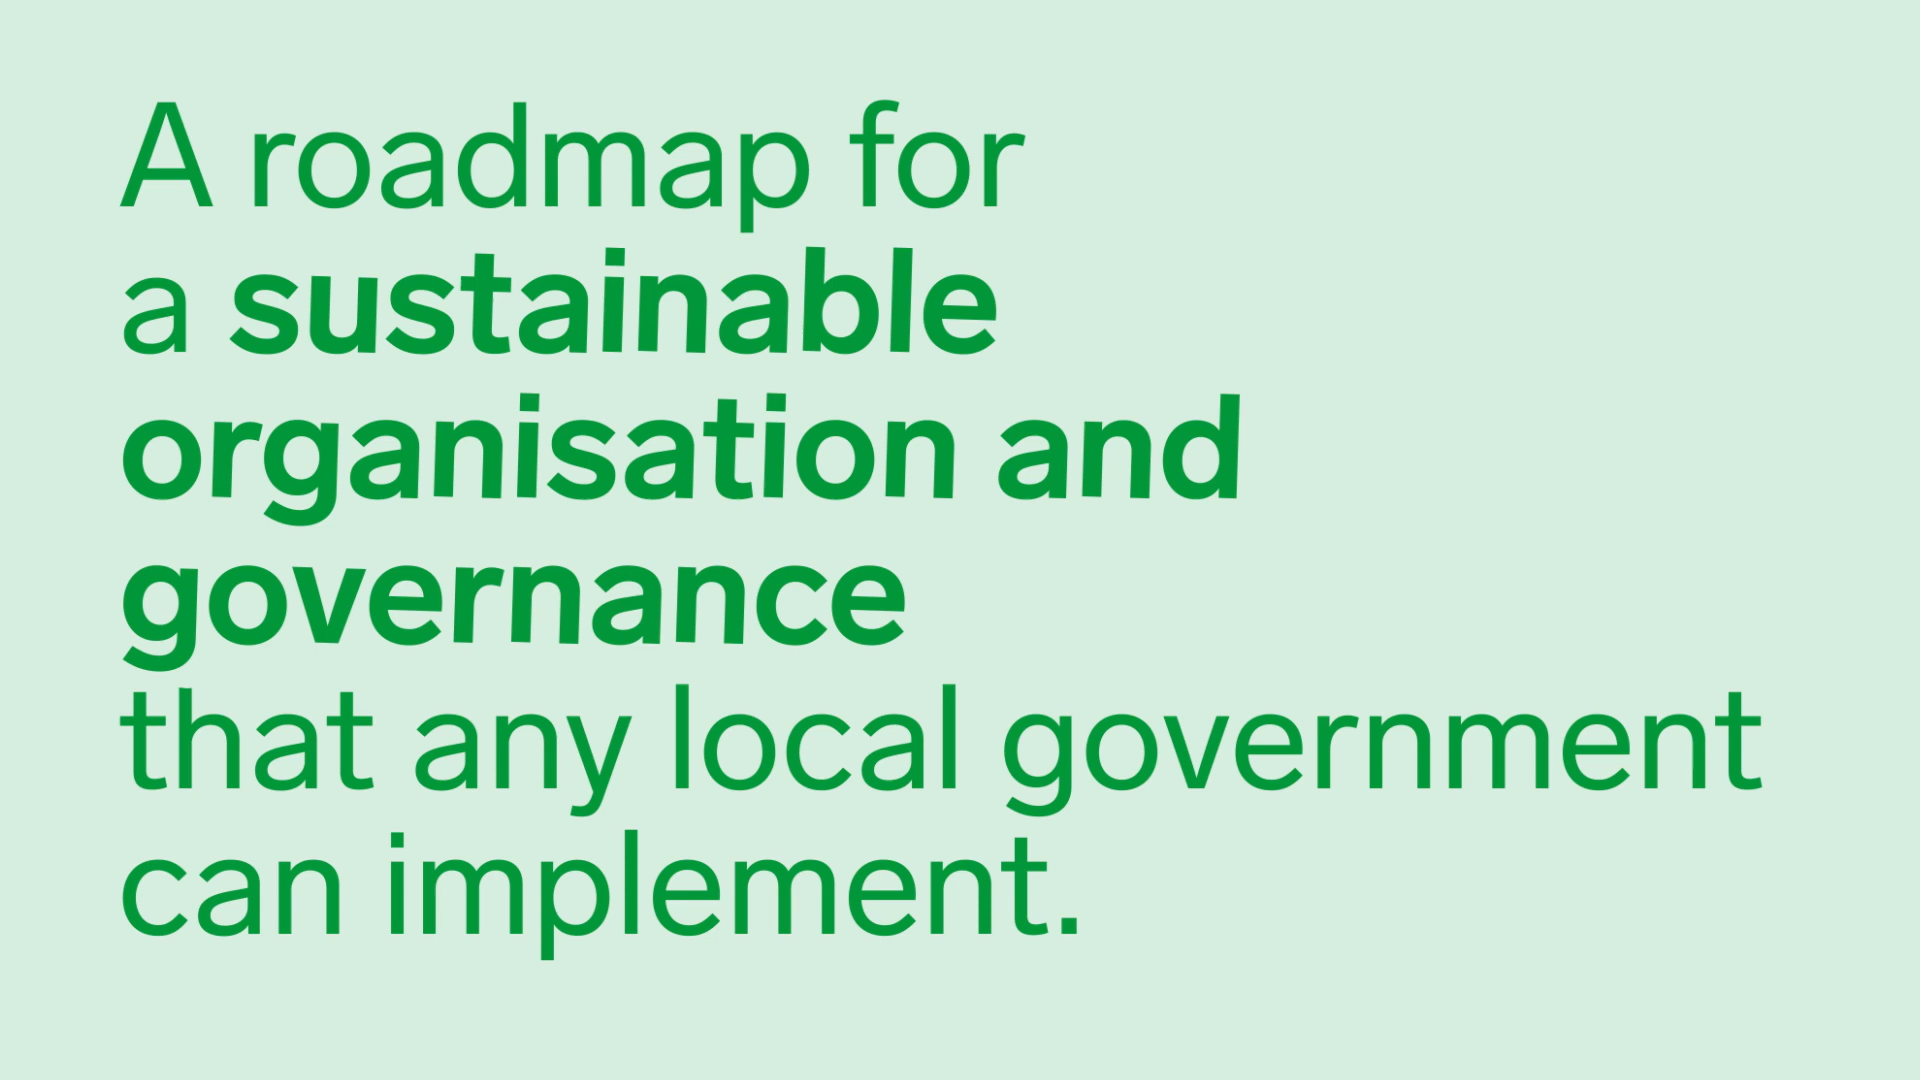 A roadmap for
a sustainable
organisation and
governance
that any local government
can implement.